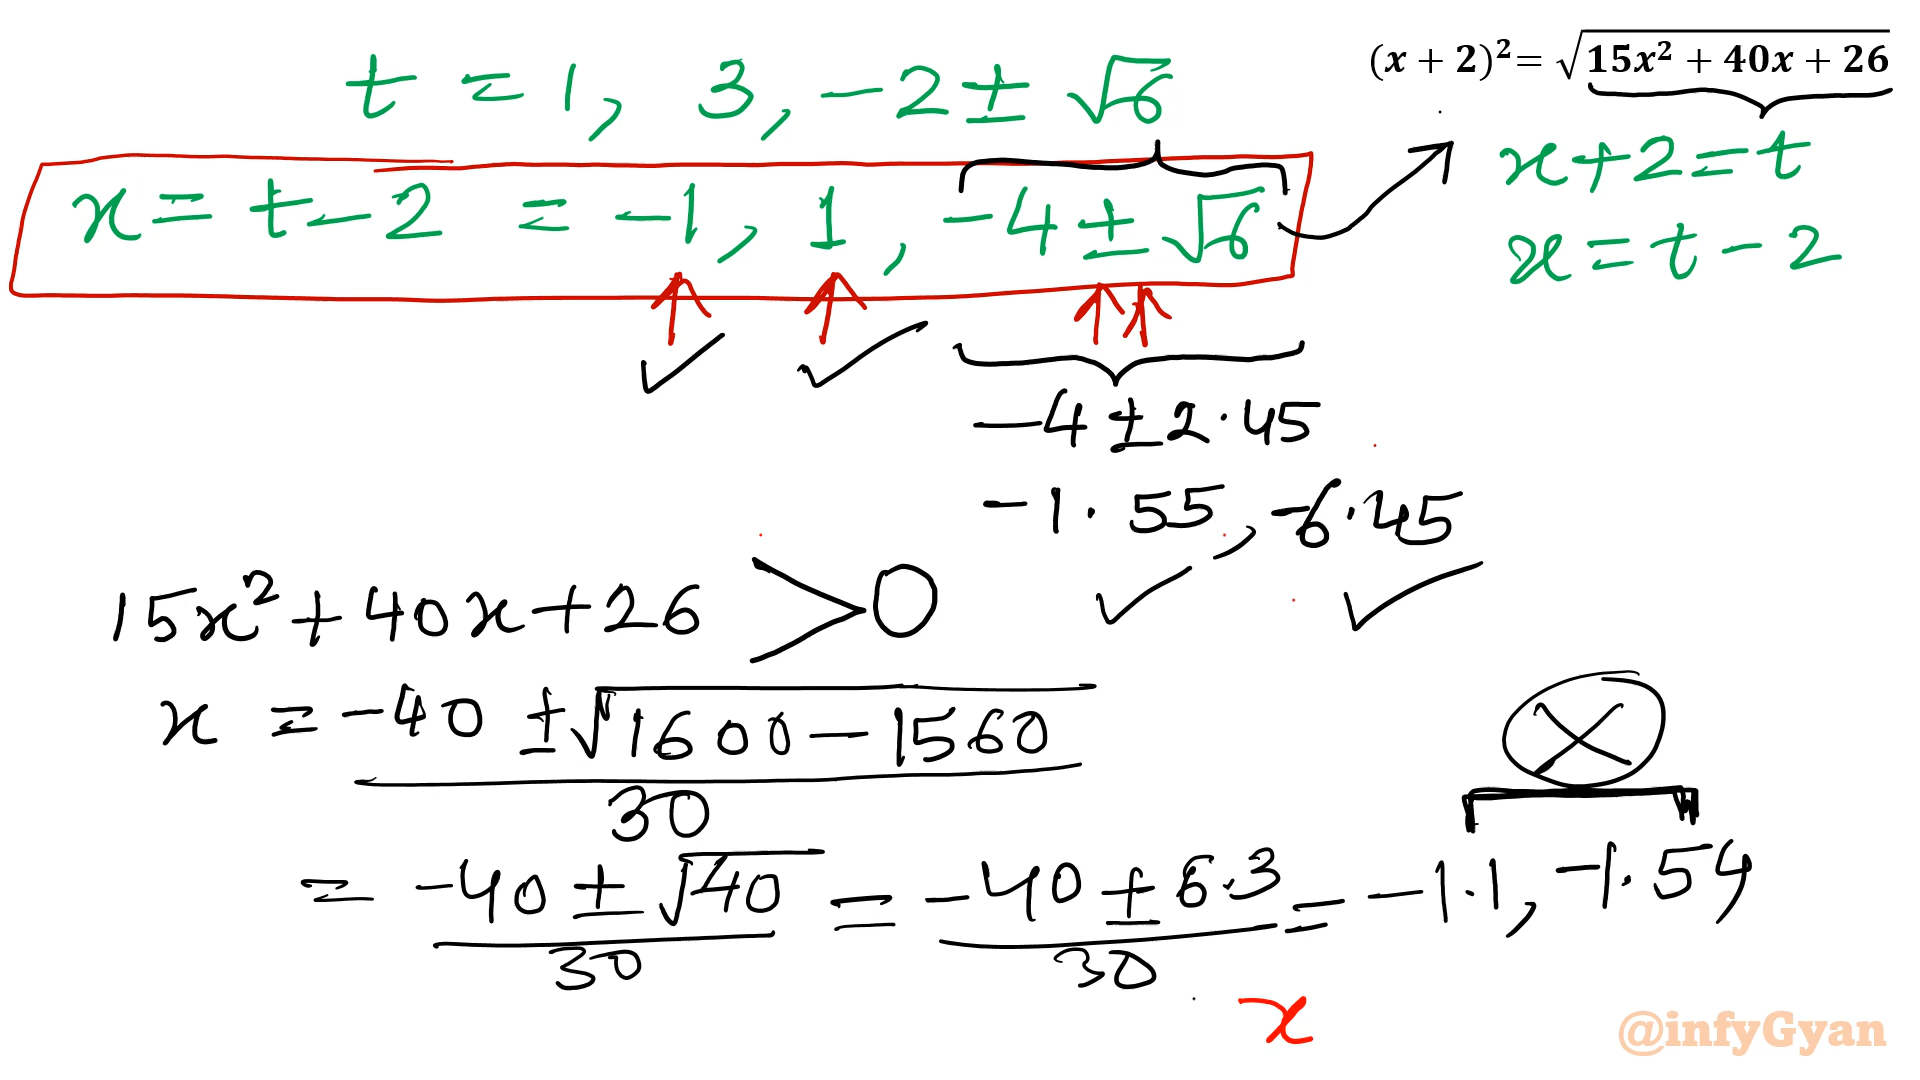 (x + 2)² = √(15x² + 40x + 26)
t = 1, 3, -2 ± √6
x + 2 = t
x = t - 2 = -1, 1, -4 ± √6
x = t - 2
-4 ± 2.45
-1.55, -6.45
15x² + 40x + 26 > 0
x = (-40 ± √(1600 - 1560)) / 30
= (-40 ± √40) / 30 = (-40 ± 6.3) / 30 = -1.1, -1.54
x
@infyGyan